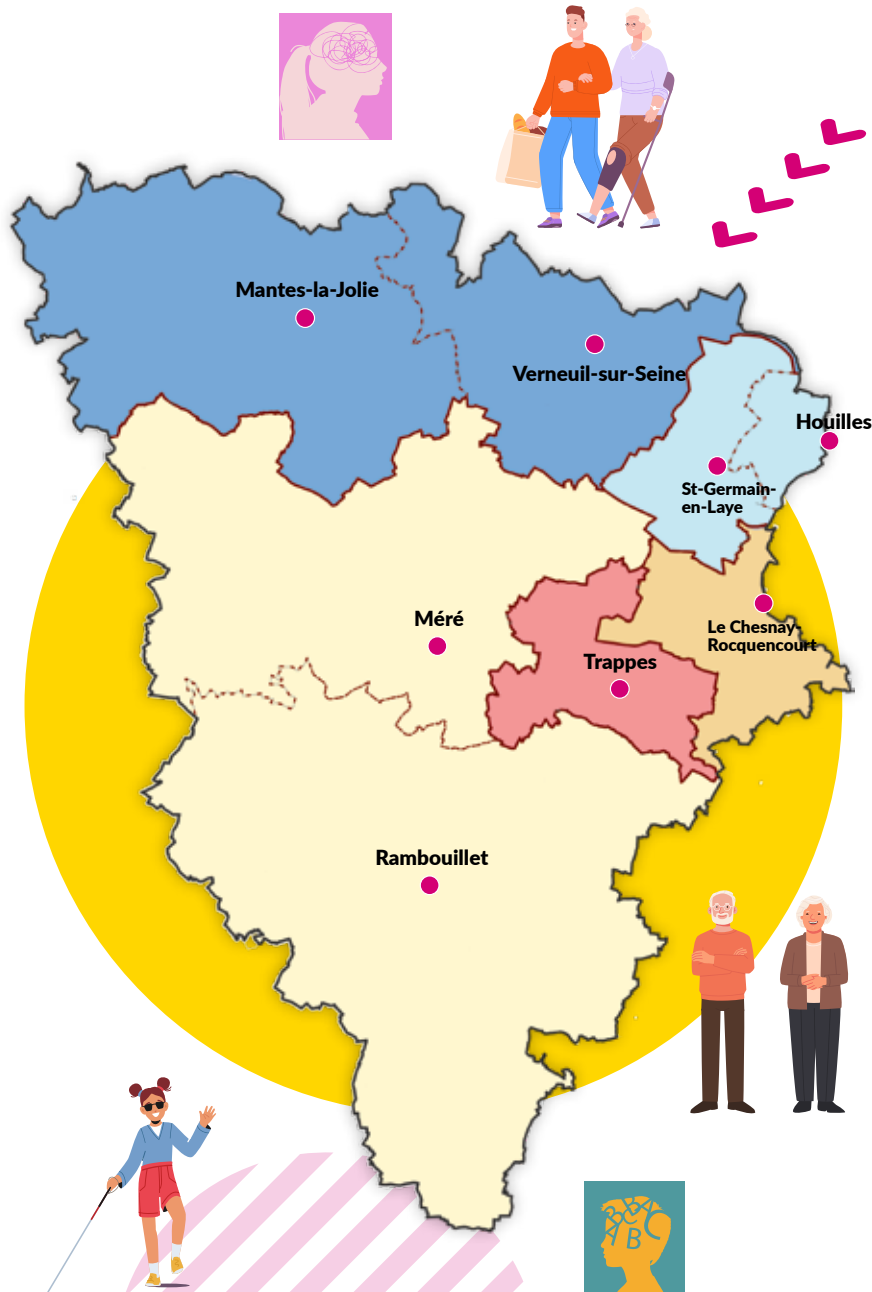 Mantes-la-Jolie
Verneuil-sur-Seine
Houilles
St-Germain-
en-Laye
Méré
Le Chesnay-
Rocquencourt
Trappes
Rambouillet
A
B
C
B
A
C
A
B